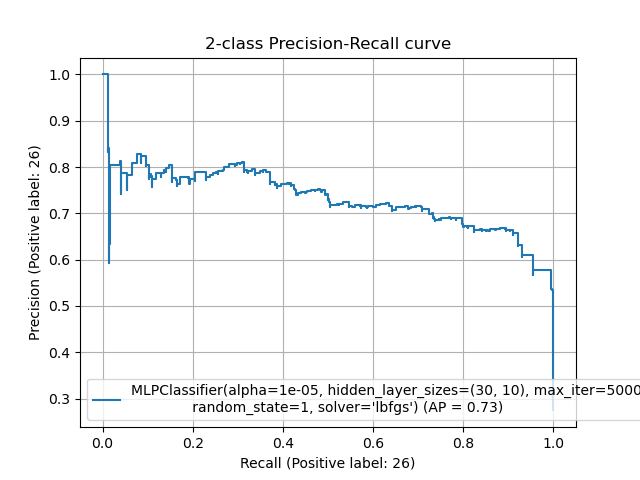 2-class Precision-Recall curve
1.0
0.9
0.8
0.7
0.6
0.5
0.4
0.3
Precision (Positive label: 26)
MLPClassifier(alpha=1e-05, hidden_layer_sizes=(30, 10), max_iter=5000
random_state=1, solver='lbfgs') (AP = 0.73)
0.0 0.2 0.4 0.6 0.8 1.0
Recall (Positive label: 26)